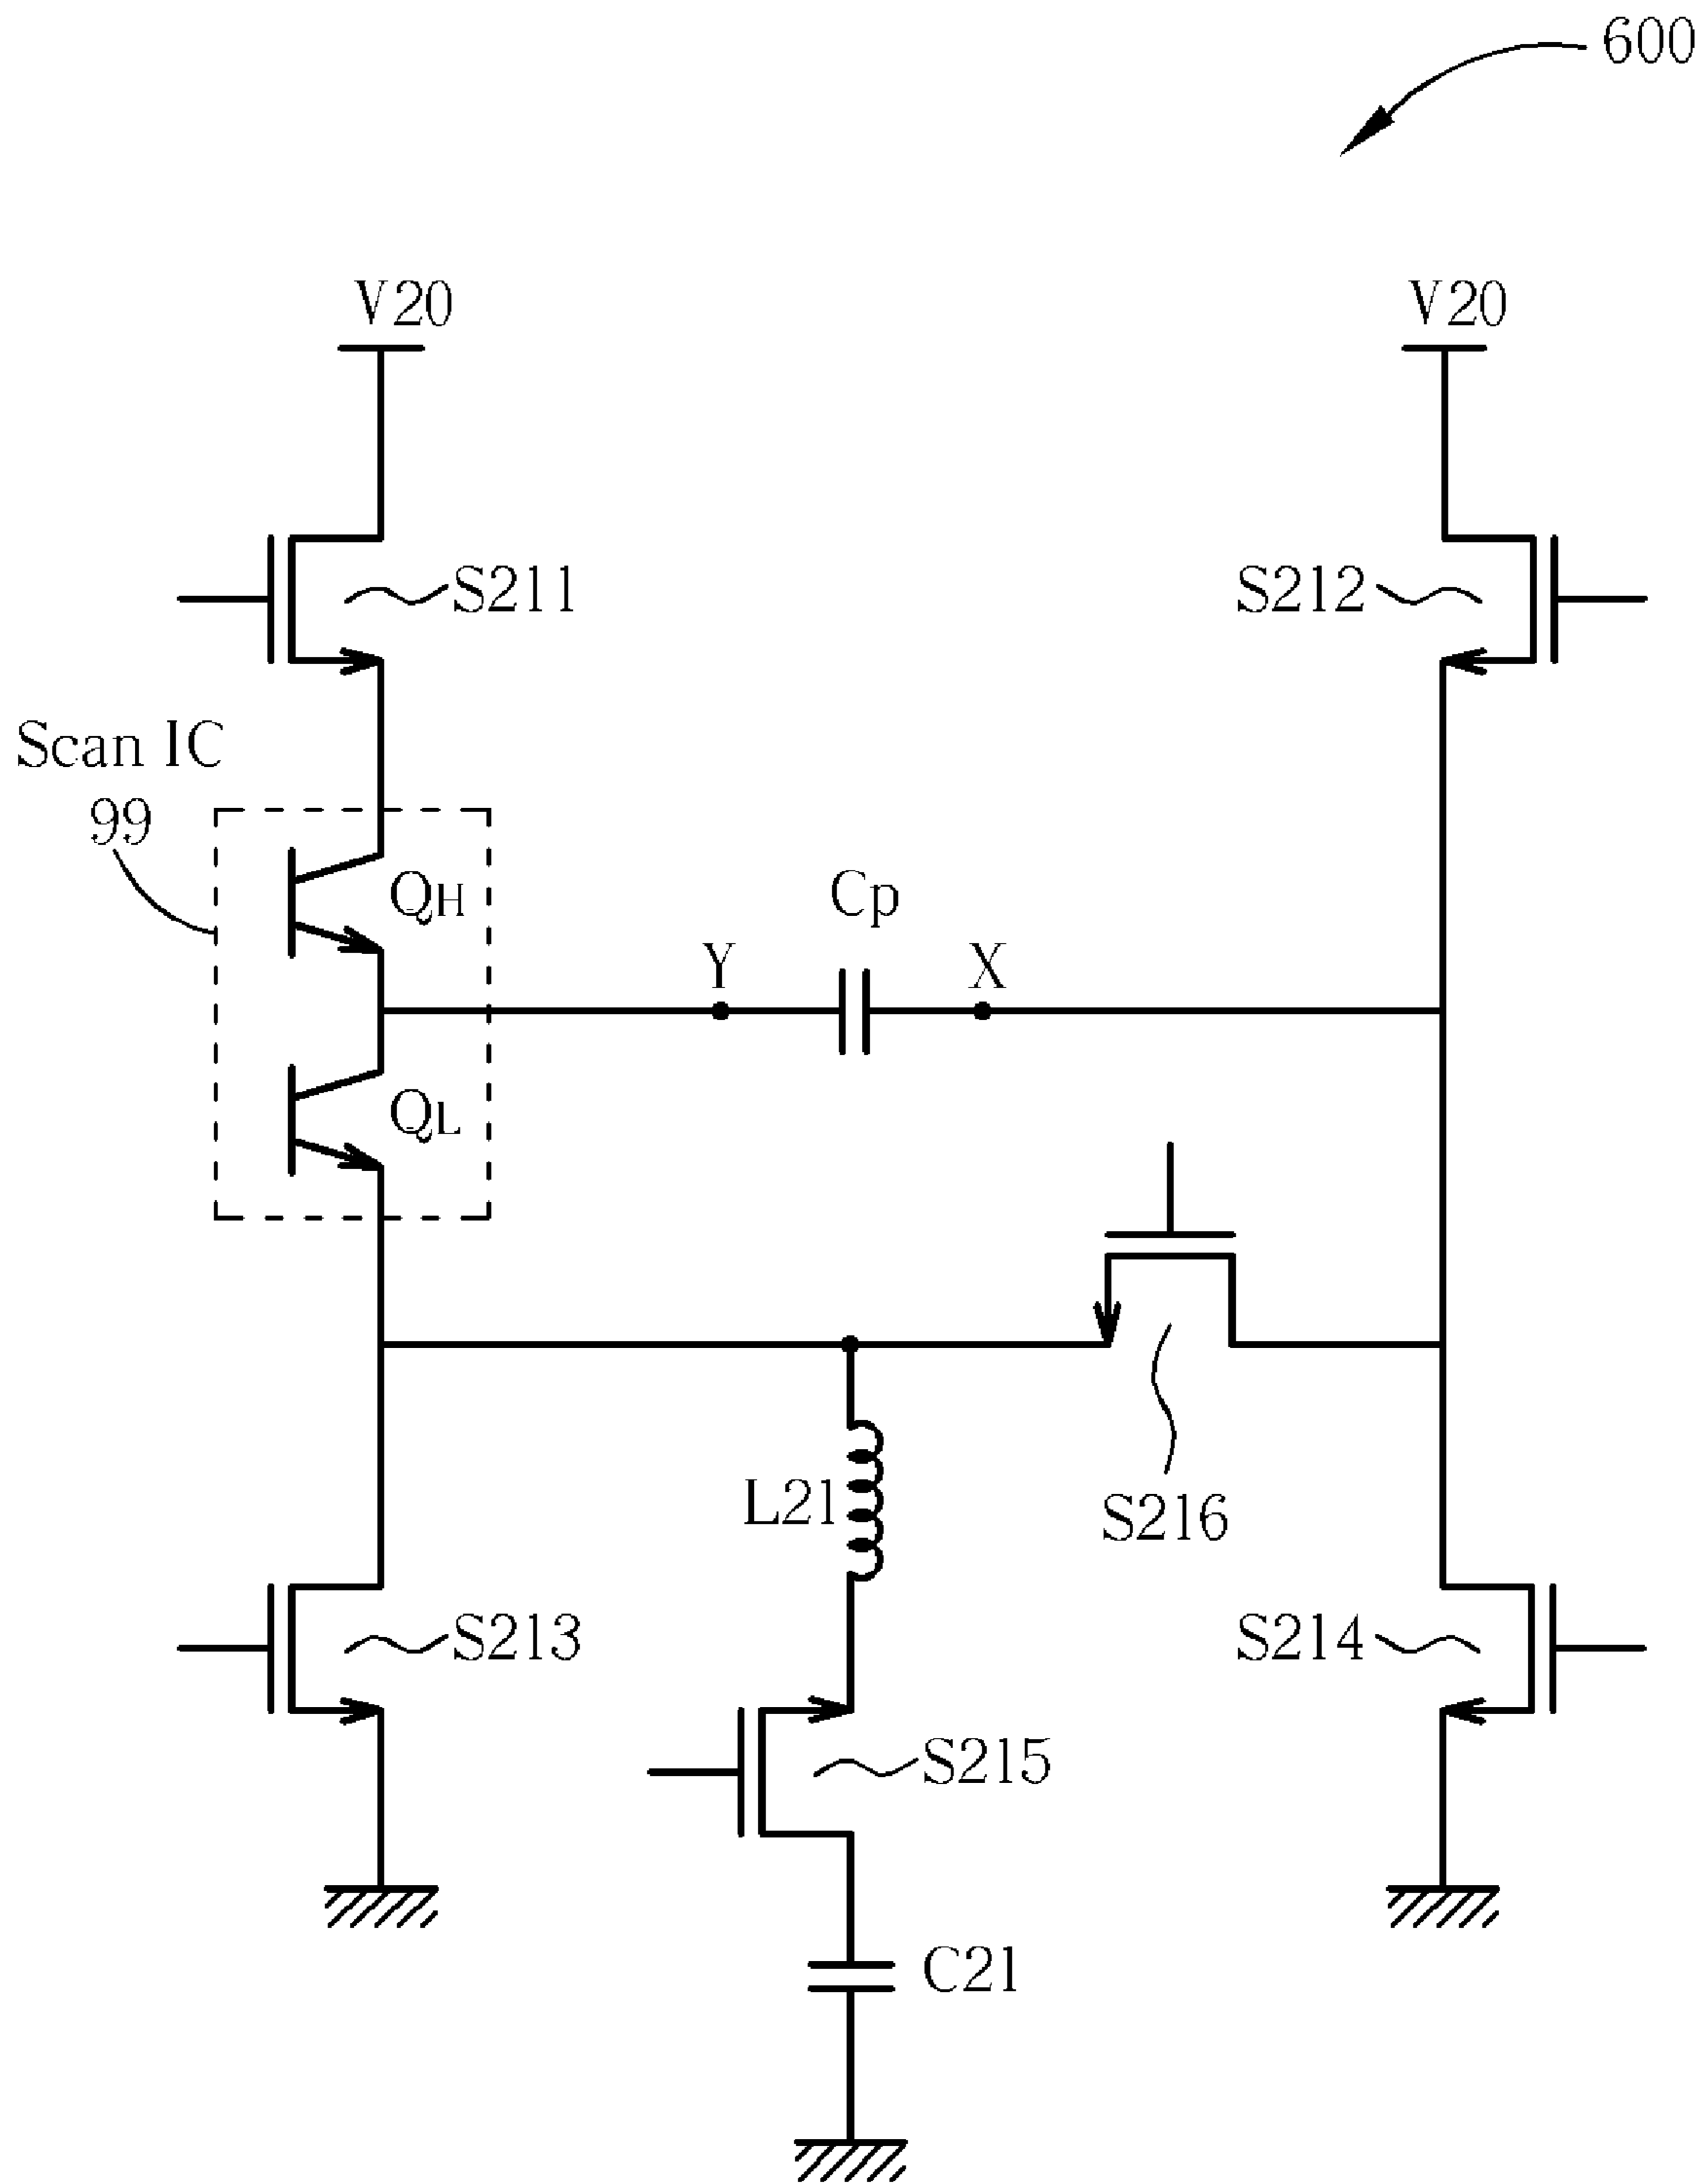 600
V20
V20
S211
S212
Scan IC
99
QH
Cp
Y
X
QL
L21
S216
S213
S214
S215
C21